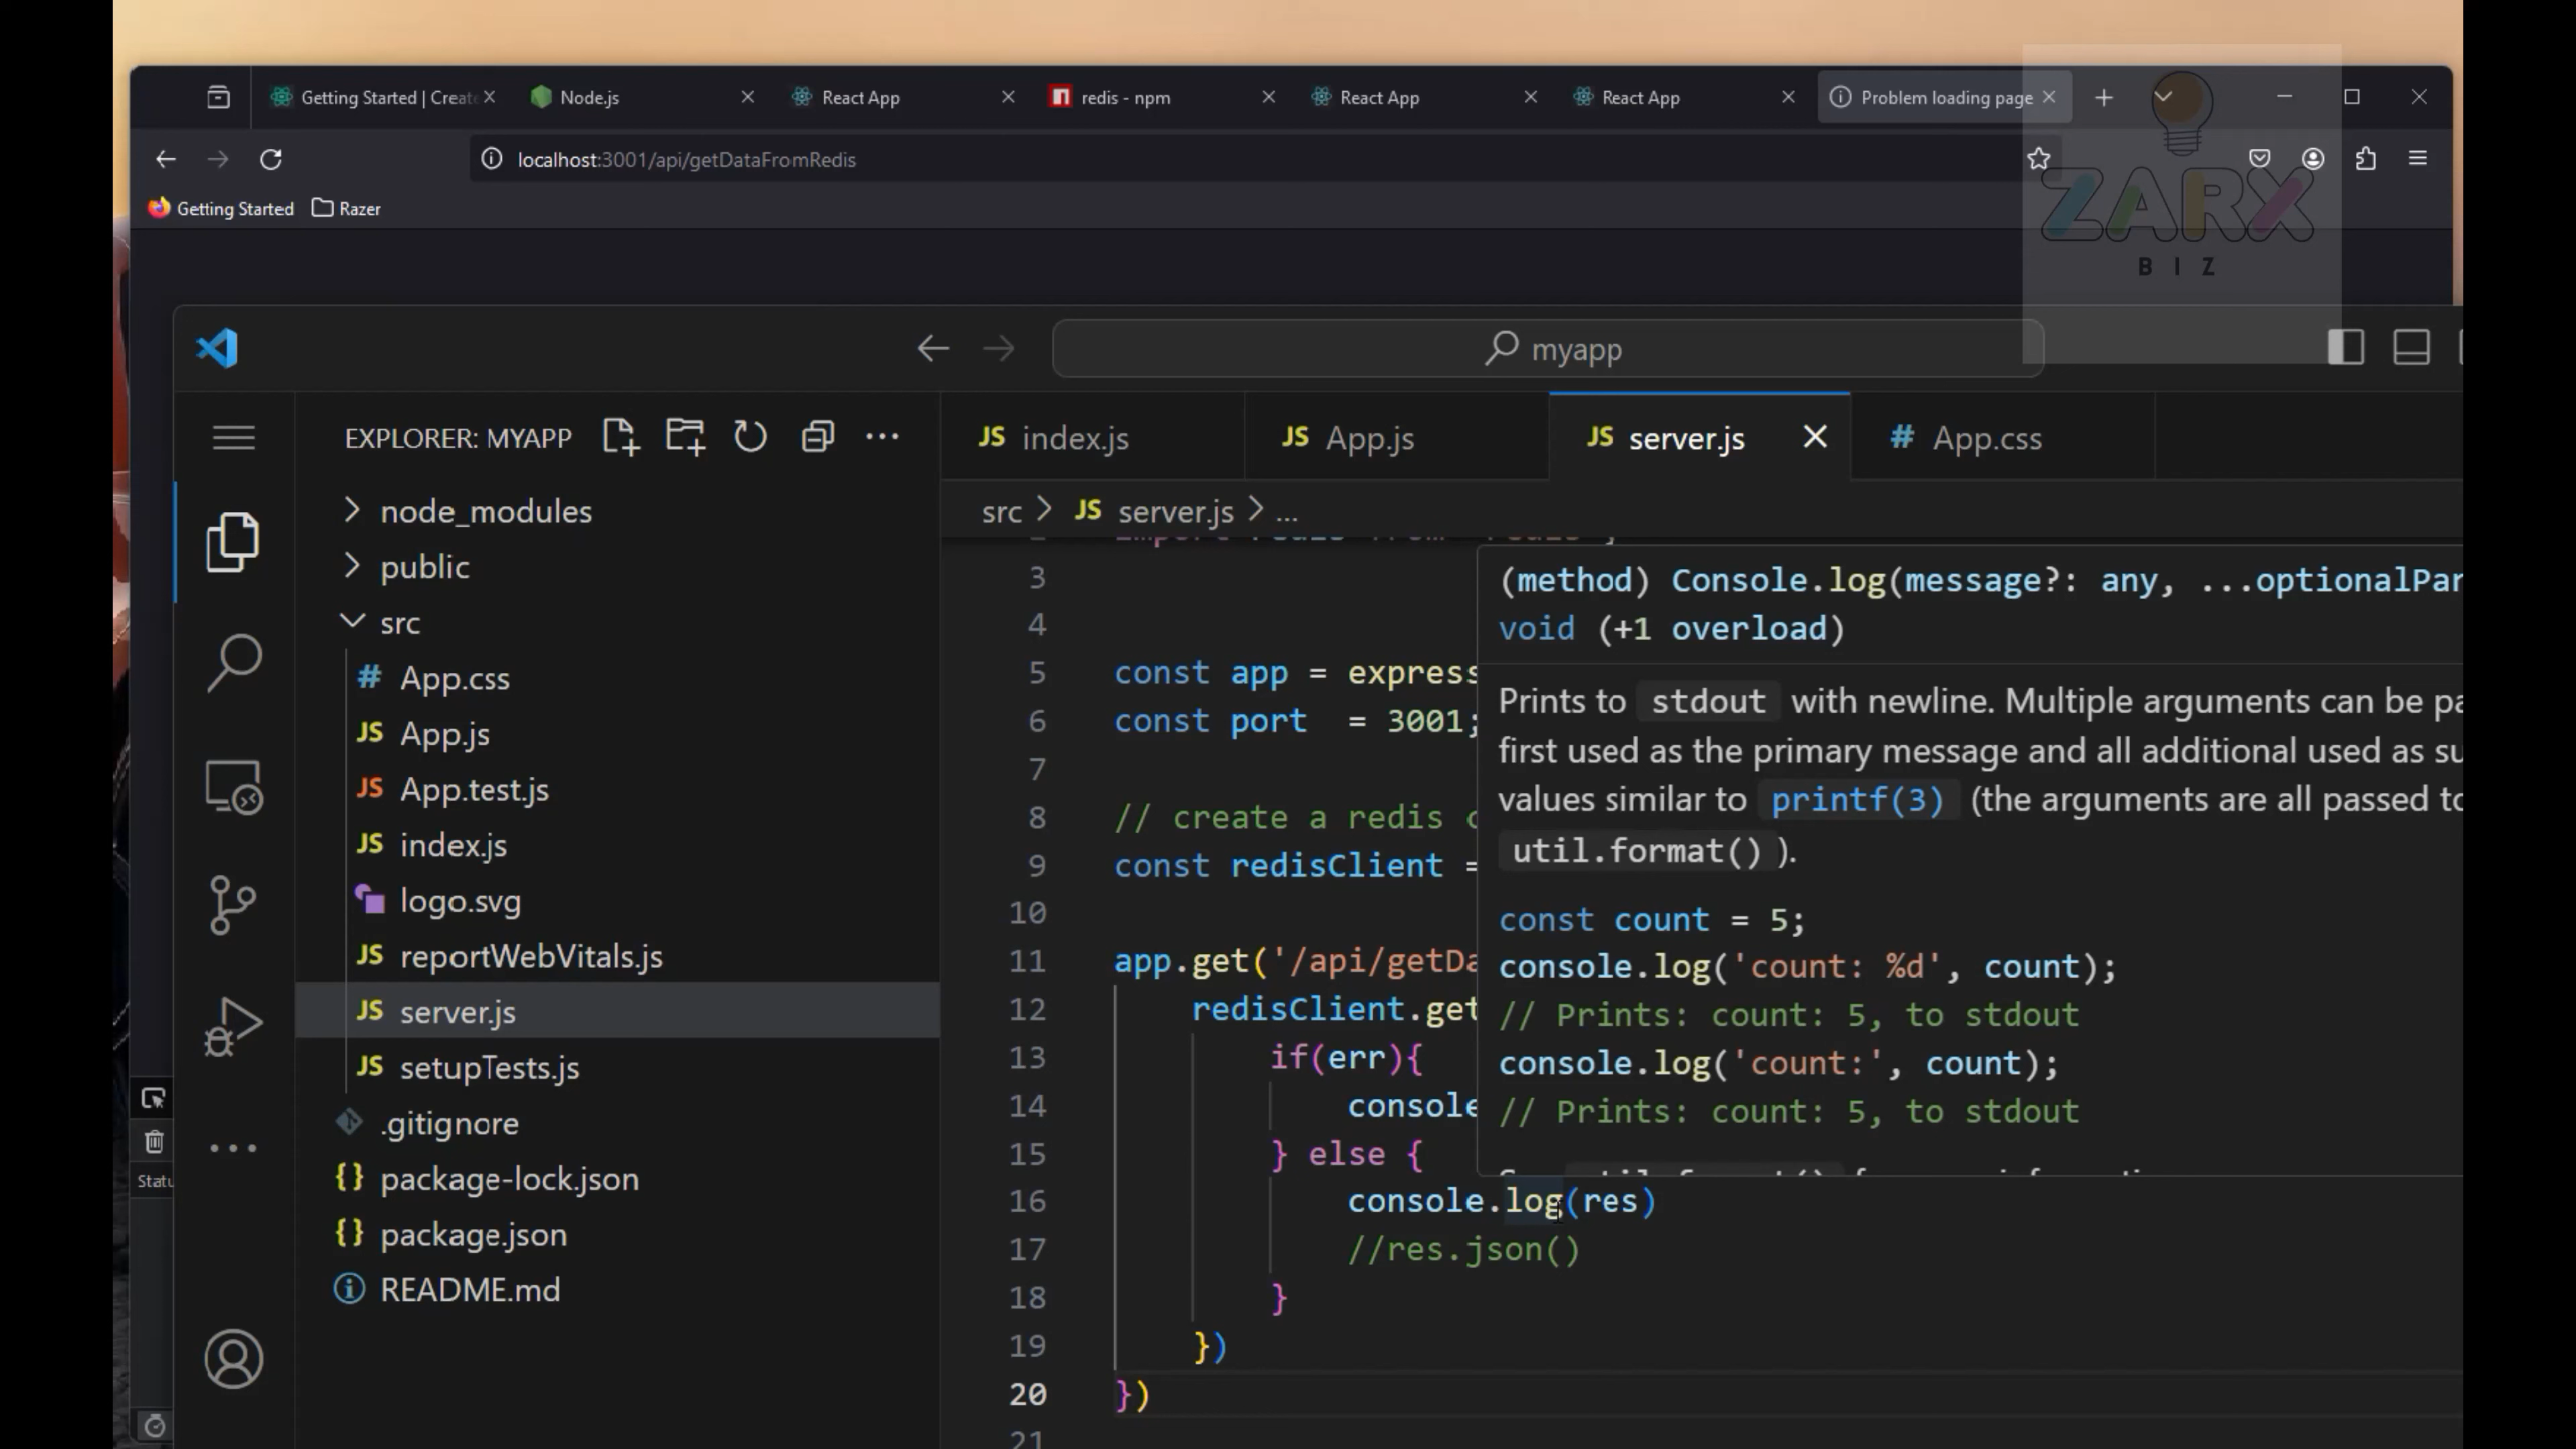 Getting Started | Create
Node.js
React App
redis - npm
React App
React App
Problem loading page
localhost:3001/api/getDataFromRedis
Getting Started
Razer
ZARX
BIZ
myapp
EXPLORER: MYAPP
index.js
App.js
server.js
App.css
src > JS server.js > ...
node_modules
public
src
App.css
App.js
App.test.js
index.js
logo.svg
reportWebVitals.js
server.js
setupTests.js
.gitignore
package-lock.json
package.json
README.md
Statu
3
4
5 const app = express
6 const port = 3001;
7
8 // create a redis c
9 const redisClient =
10
11 app.get('/api/getDa
12 redisClient.get
13 if(err){
14 console
15 } else {
16 console.log(res)
17 //res.json()
18 }
19 })
20 })
21
(method) Console.log(message?: any, ...optionalPar
void (+1 overload)
Prints to stdout with newline. Multiple arguments can be pa
first used as the primary message and all additional used as su
values similar to printf(3) (the arguments are all passed to
util.format() ).
const count = 5;
console.log('count: %d', count);
// Prints: count: 5, to stdout
console.log('count:', count);
// Prints: count: 5, to stdout